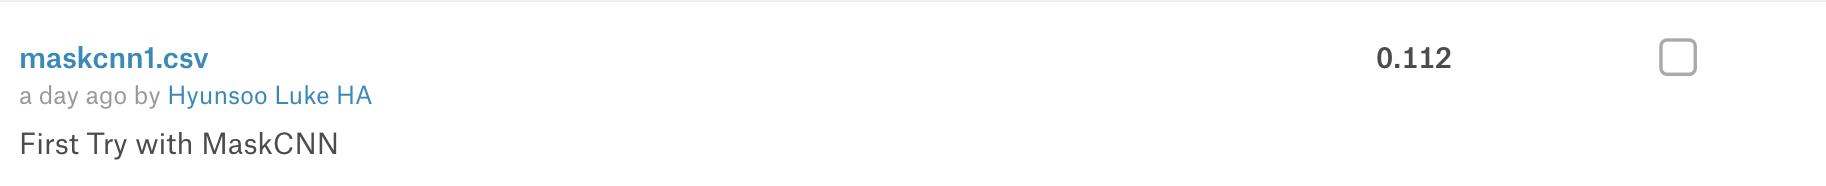 maskcnn1.csv 0.112
a day ago by Hyunsoo Luke HA
First Try with MaskCNN